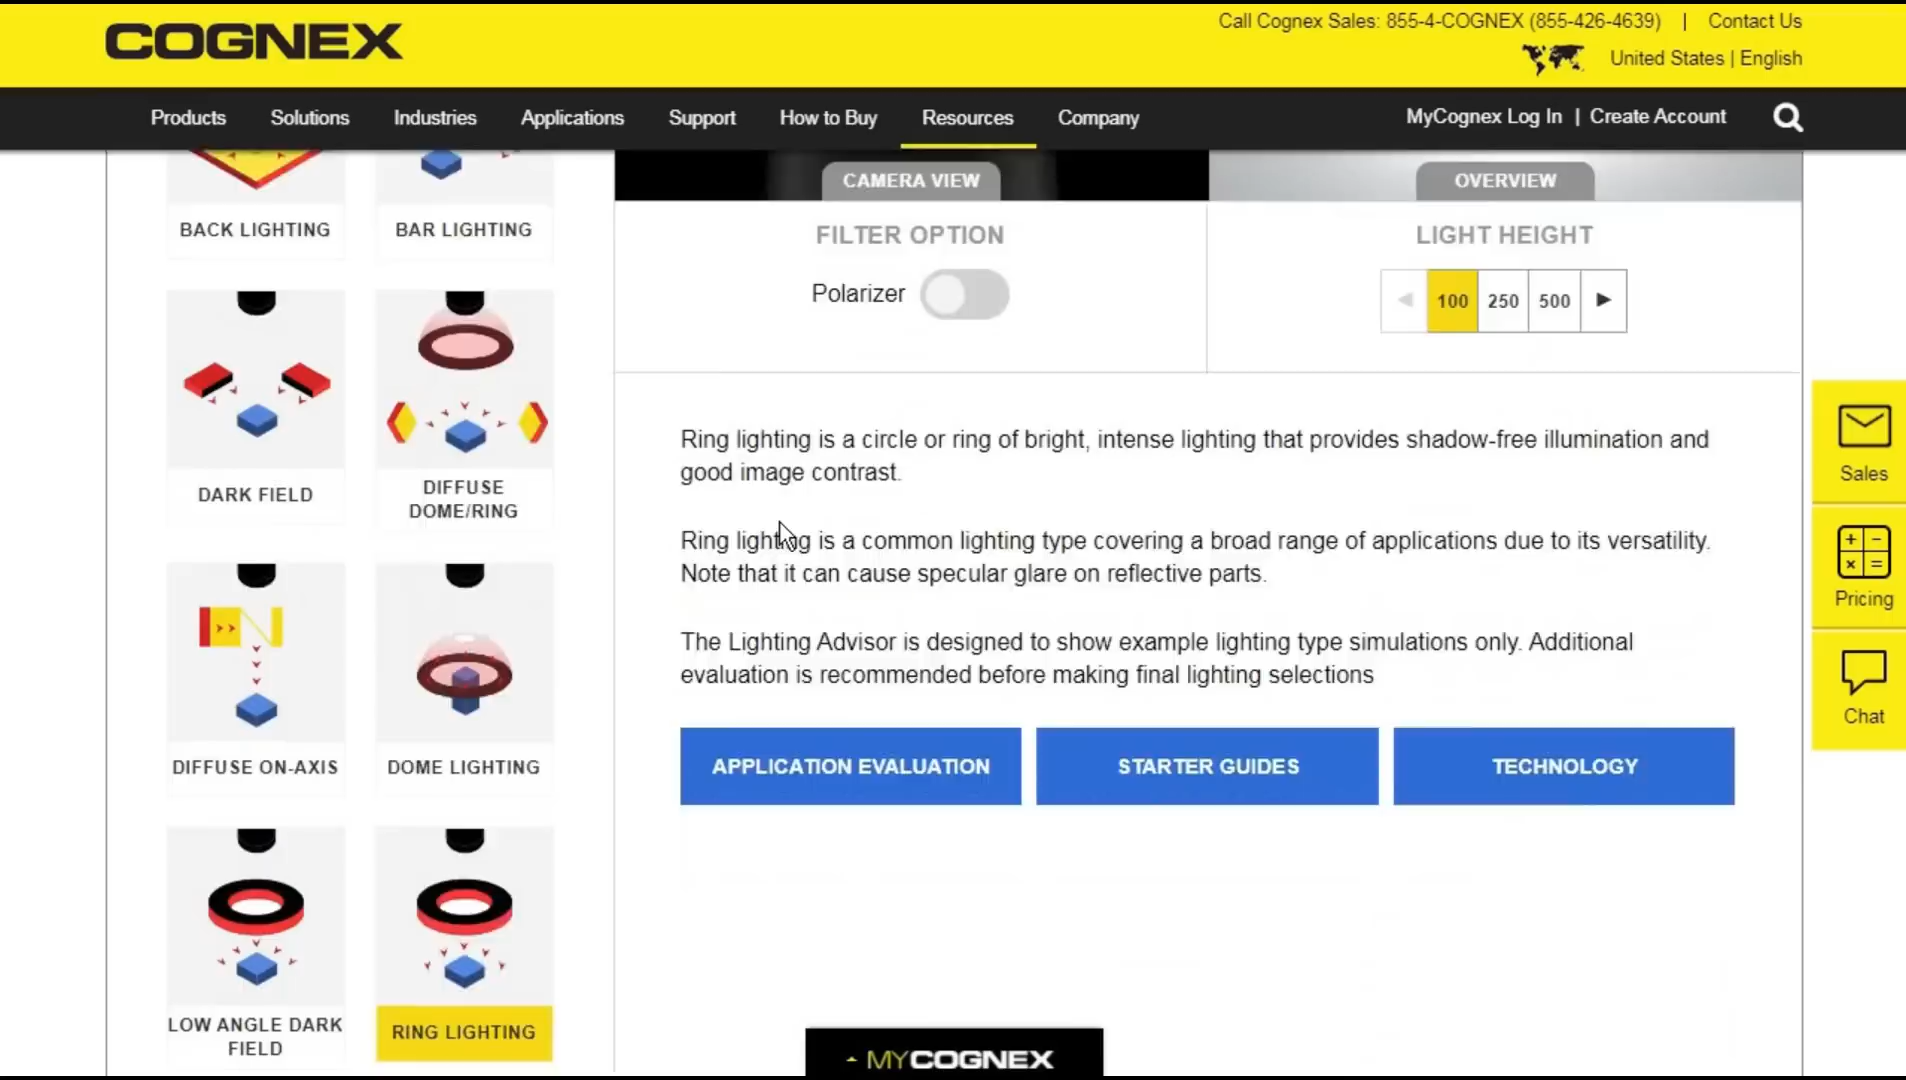 COGNEX
Call Cognex Sales: 855-4-COGNEX (855-426-4639) | Contact Us
United States | English
Products Solutions Industries Applications Support How to Buy Resources Company MyCognex Log In | Create Account
BACK LIGHTING
BAR LIGHTING
DARK FIELD
DIFFUSE
DOME/RING
DIFFUSE ON-AXIS
DOME LIGHTING
LOW ANGLE DARK
FIELD
RING LIGHTING
CAMERA VIEW
OVERVIEW
FILTER OPTION
Polarizer
LIGHT HEIGHT
100 250 500
Ring lighting is a circle or ring of bright, intense lighting that provides shadow-free illumination and
good image contrast.
Ring lighting is a common lighting type covering a broad range of applications due to its versatility.
Note that it can cause specular glare on reflective parts.
The Lighting Advisor is designed to show example lighting type simulations only. Additional
evaluation is recommended before making final lighting selections
APPLICATION EVALUATION
STARTER GUIDES
TECHNOLOGY
Sales
Pricing
Chat
MYCOGNEX